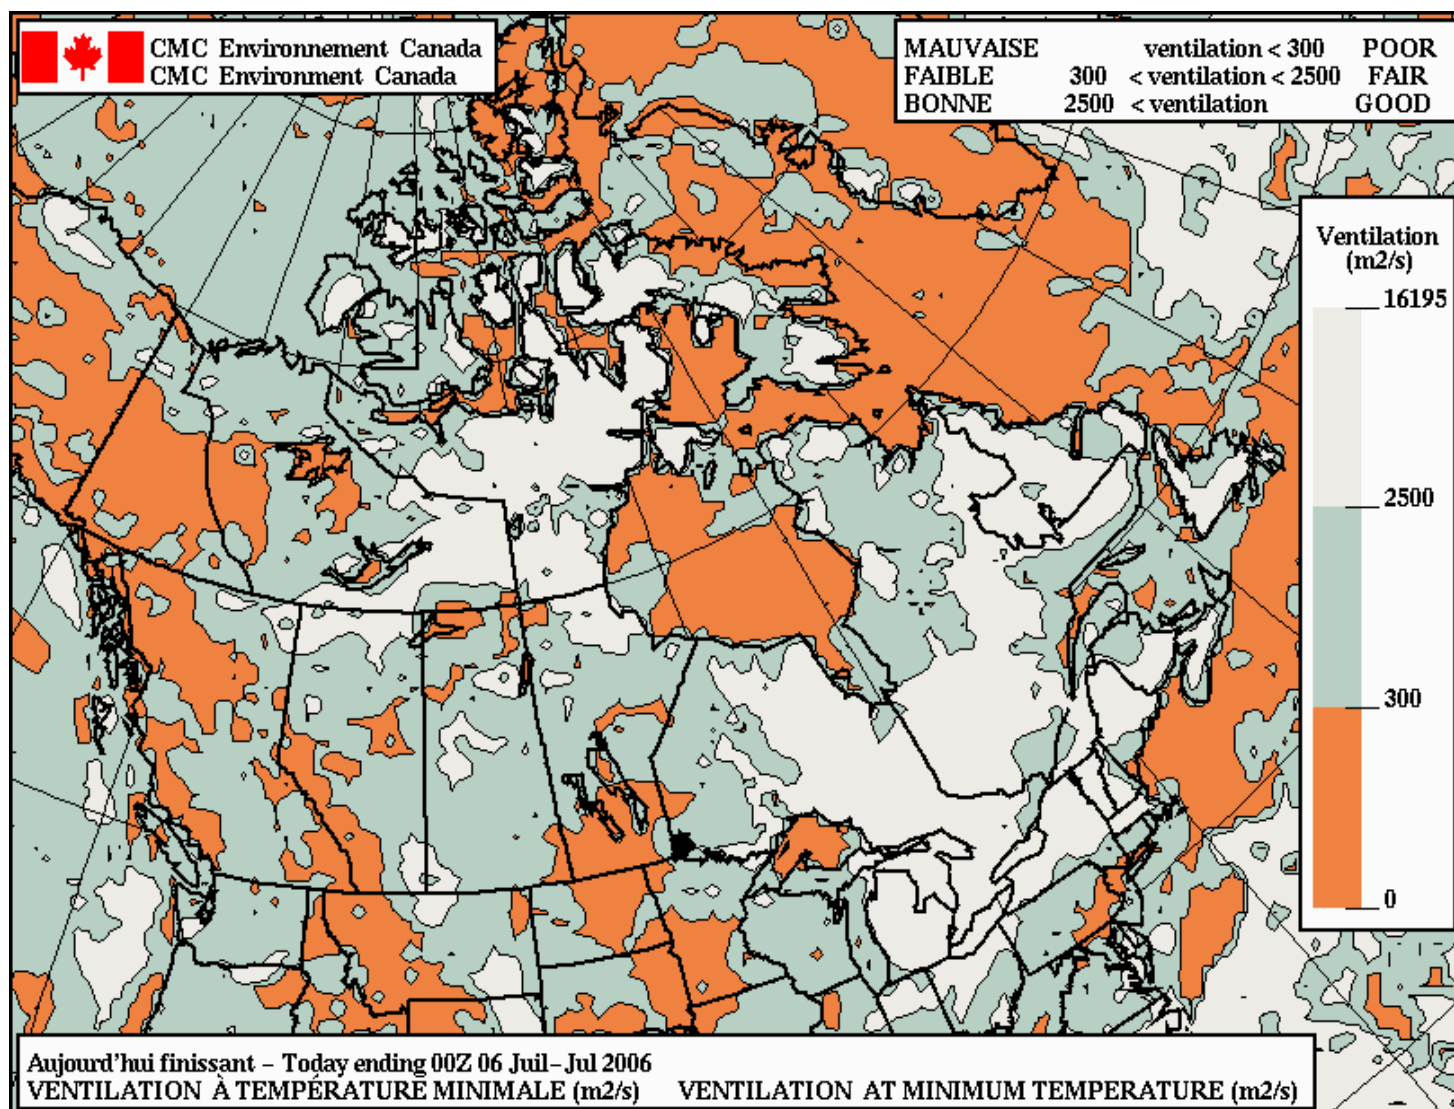 CMC Environnement Canada
CMC Environment Canada
MAUVAISE ventilation < 300 POOR
FAIBLE 300 < ventilation < 2500 FAIR
BONNE 2500 < ventilation GOOD
Ventilation
(m2/s)
16195
2500
300
0
Aujourd'hui finissant – Today ending 00Z 06 Juil–Jul 2006
VENTILATION À TEMPÉRATURE MINIMALE (m2/s) VENTILATION AT MINIMUM TEMPERATURE (m2/s)